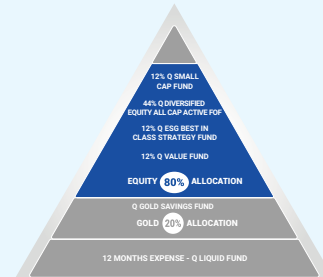 12% Q SMALL
CAP FUND
44% Q DIVERSIFIED
EQUITY ALL CAP ACTIVE FOF
12% Q ESG BEST IN
CLASS STRATEGY FUND
12% Q VALUE FUND
EQUITY 80% ALLOCATION
Q GOLD SAVINGS FUND
GOLD 20% ALLOCATION
12 MONTHS EXPENSE - Q LIQUID FUND